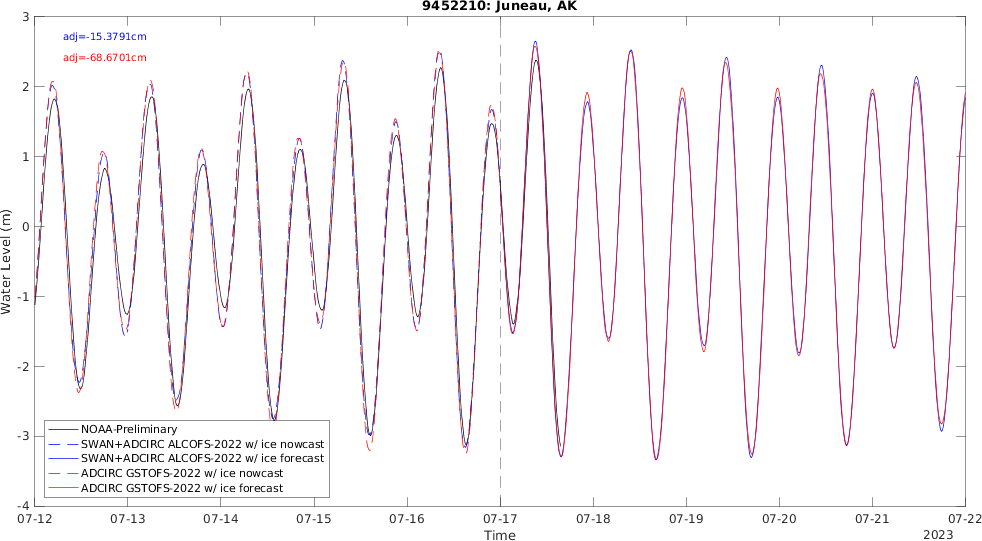 9452210: Juneau, AK
adj=-15.3791cm
adj=-68.6701cm
Water Level (m)
3
2
1
0
-1
-2
-3
-4
NOAA-Preliminary
SWAN+ADCIRC ALCOFS-2022 w/ ice nowcast
SWAN+ADCIRC ALCOFS-2022 w/ ice forecast
ADCIRC GSTOFS-2022 w/ ice nowcast
ADCIRC GSTOFS-2022 w/ ice forecast
07-12 07-13 07-14 07-15 07-16 07-17 07-18 07-19 07-20 07-21 07-22
Time
2023